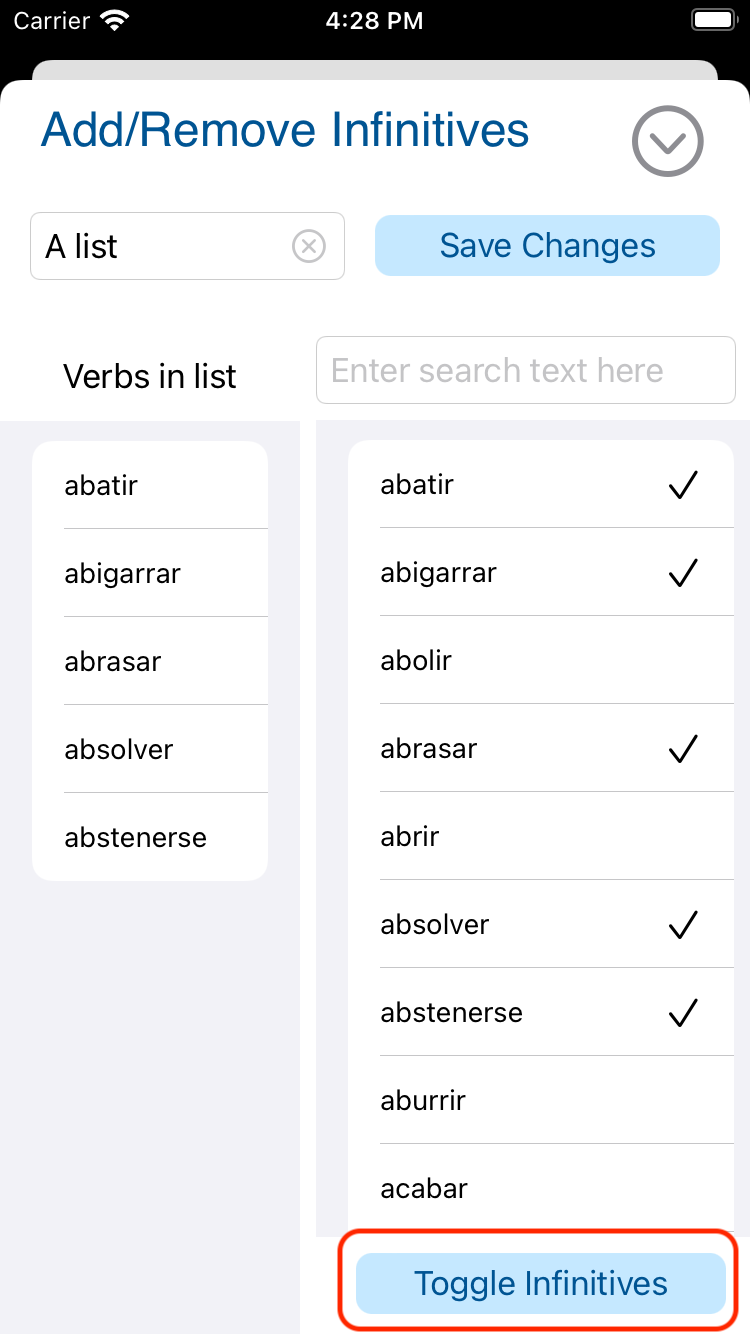 Carrier 4:28 PM
Add/Remove Infinitives
A list
Save Changes
Verbs in list
Enter search text here
abatir
abigarrar
abrasar
absolver
abstenerse
abatir
abigarrar
abolir
abrasar
abrir
absolver
abstenerse
aburrir
acabar
Toggle Infinitives